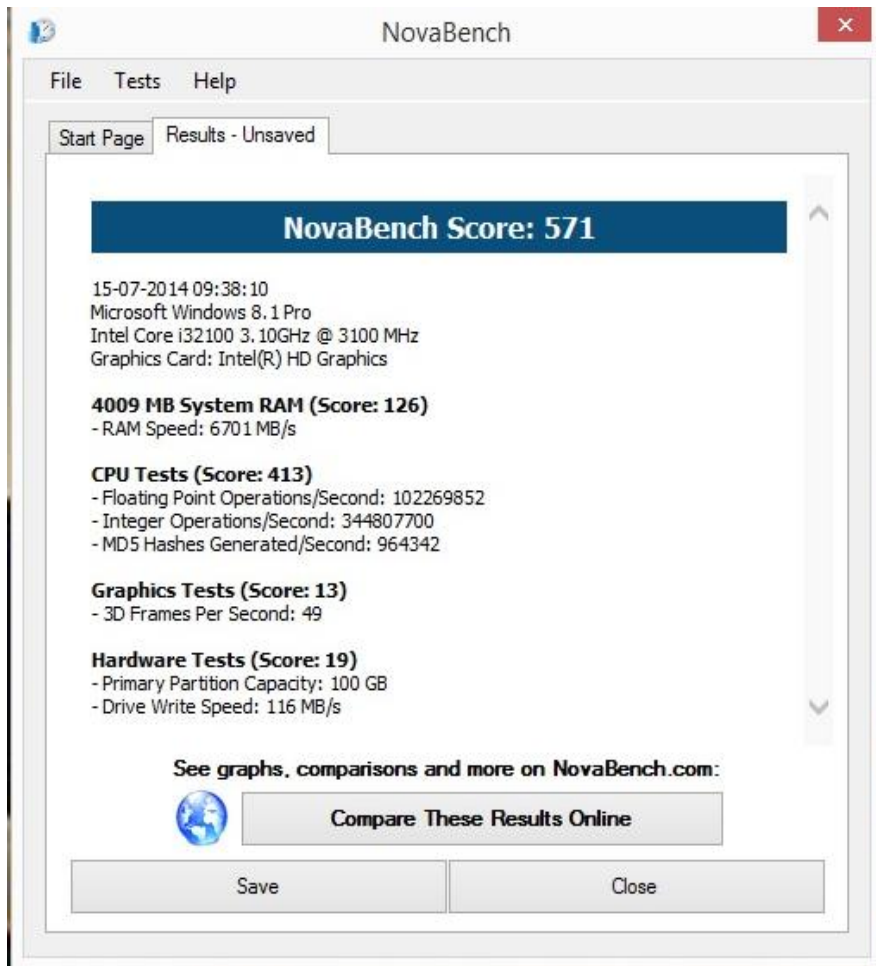 NovaBench
File Tests Help
Start Page Results - Unsaved
NovaBench Score: 571
15-07-2014 09:38:10
Microsoft Windows 8.1 Pro
Intel Core i32100 3.10GHz @ 3100 MHz
Graphics Card: Intel(R) HD Graphics
4009 MB System RAM (Score: 126)
- RAM Speed: 6701 MB/s
CPU Tests (Score: 413)
- Floating Point Operations/Second: 102269852
- Integer Operations/Second: 344807700
- MD5 Hashes Generated/Second: 964342
Graphics Tests (Score: 13)
- 3D Frames Per Second: 49
Hardware Tests (Score: 19)
- Primary Partition Capacity: 100 GB
- Drive Write Speed: 116 MB/s
See graphs, comparisons and more on NovaBench.com:
Compare These Results Online
Save Close